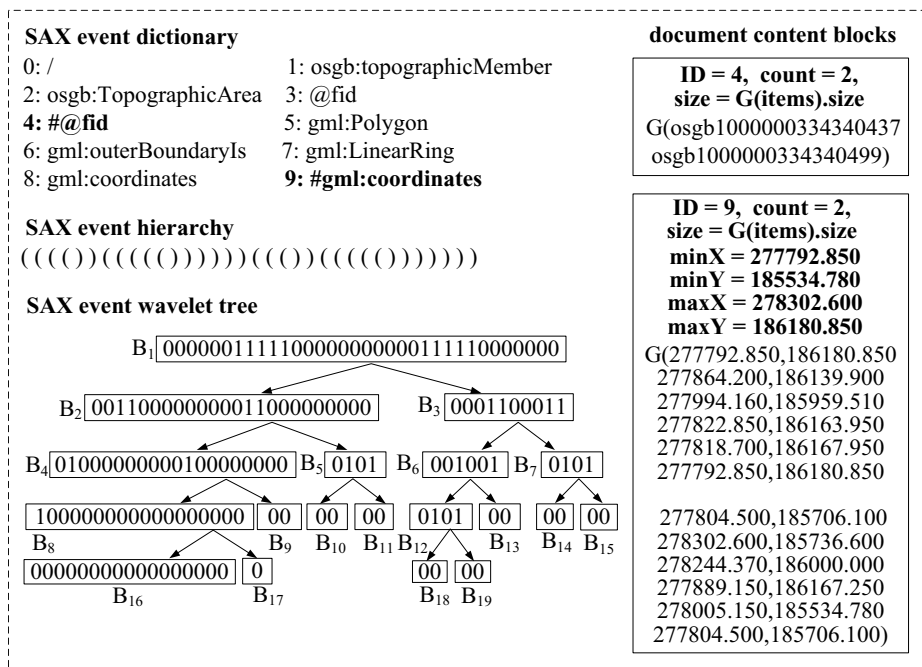 SAX event dictionary
0: /
1: osgb:topographicMember
2: osgb:TopographicArea
3: @fid
4: #@fid
5: gml:Polygon
6: gml:outerBoundaryIs
7: gml:LinearRing
8: gml:coordinates
9: #gml:coordinates
SAX event hierarchy
( ( ( ( ) ) ( ( ( ( ( ) ) ) ) ) ) ( ( ( ) ) ( ( ( ( ( ) ) ) ) ) ) )
SAX event wavelet tree
B1 0000001111100000000000111110000000
B2 001100000000011000000000
B3 0001100011
B4 01000000001000000000
B5 0101
B6 001001
B7 0101
100000000000000000
00
00
00
0101
00
00
00
B8
B9
B10
B11
B12
B13
B14
B15
00000000000000000
0
00
00
B16
B17
B18
B19
document content blocks
ID = 4, count = 2,
size = G(items).size
G(osgb1000000334340437
osgb1000000334340499)
ID = 9, count = 2,
size = G(items).size
minX = 277792.850
minY = 185534.780
maxX = 278302.600
maxY = 186180.850
G(277792.850,186180.850
277864.200,186139.900
277994.160,185959.510
277822.850,186163.950
277818.700,186167.950
277792.850,186180.850
277804.500,185706.100
278302.600,185736.600
278244.370,186000.000
277889.150,186167.250
278005.150,185534.780
277804.500,185706.100)